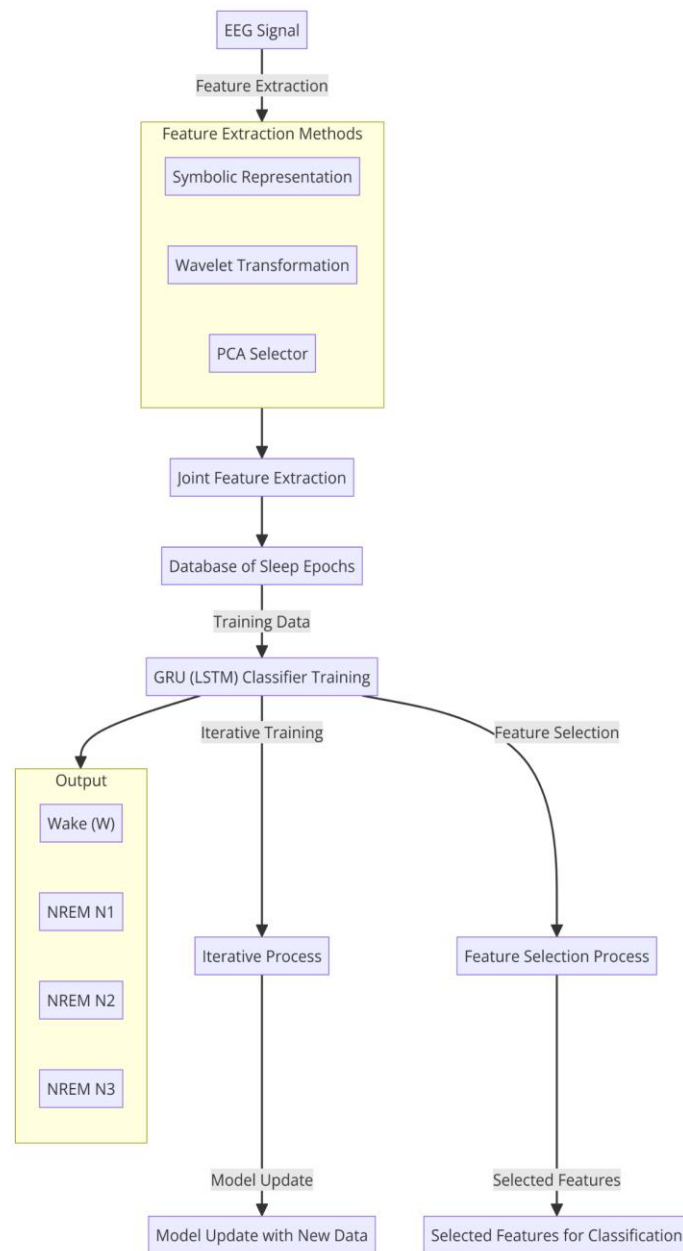 EEG Signal
Feature Extraction
Feature Extraction Methods
Symbolic Representation
Wavelet Transformation
PCA Selector
Joint Feature Extraction
Database of Sleep Epochs
Training Data
GRU (LSTM) Classifier Training
Iterative Training
Feature Selection
Output
Wake (W)
NREM N1
Iterative Process
Feature Selection Process
NREM N2
NREM N3
Model Update
Selected Features
Model Update with New Data
Selected Features for Classification